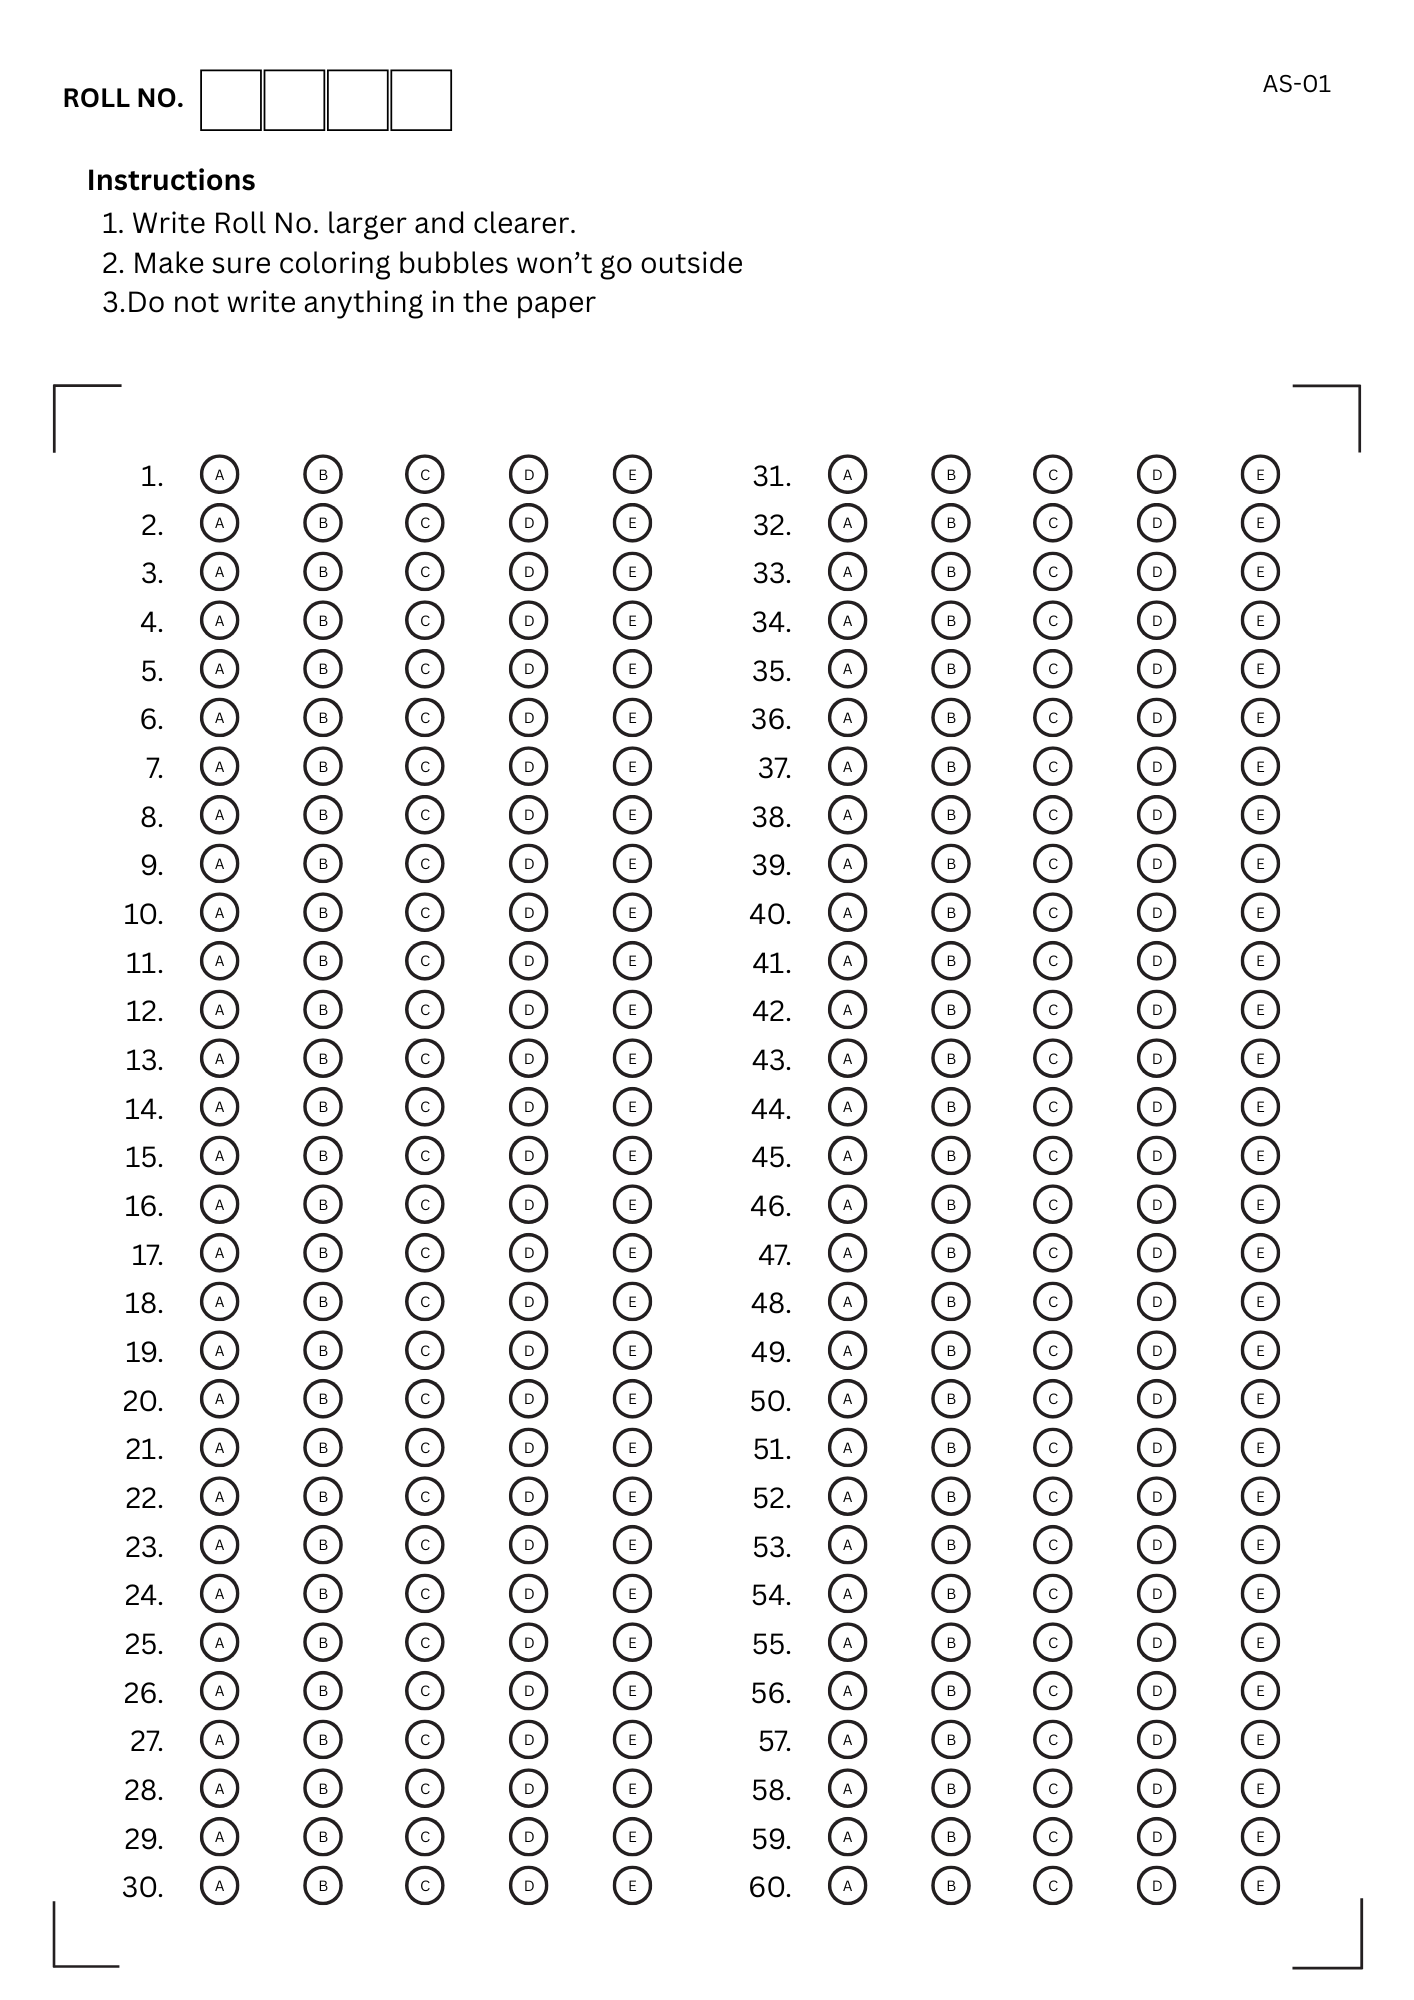 ROLL NO.
AS-01
Instructions
1. Write Roll No. larger and clearer.
2. Make sure coloring bubbles won’t go outside
3.Do not write anything in the paper
1. A B C D E
2. A B C D E
3. A B C D E
4. A B C D E
5. A B C D E
6. A B C D E
7. A B C D E
8. A B C D E
9. A B C D E
10. A B C D E
11. A B C D E
12. A B C D E
13. A B C D E
14. A B C D E
15. A B C D E
16. A B C D E
17. A B C D E
18. A B C D E
19. A B C D E
20. A B C D E
21. A B C D E
22. A B C D E
23. A B C D E
24. A B C D E
25. A B C D E
26. A B C D E
27. A B C D E
28. A B C D E
29. A B C D E
30. A B C D E
31. A B C D E
32. A B C D E
33. A B C D E
34. A B C D E
35. A B C D E
36. A B C D E
37. A B C D E
38. A B C D E
39. A B C D E
40. A B C D E
41. A B C D E
42. A B C D E
43. A B C D E
44. A B C D E
45. A B C D E
46. A B C D E
47. A B C D E
48. A B C D E
49. A B C D E
50. A B C D E
51. A B C D E
52. A B C D E
53. A B C D E
54. A B C D E
55. A B C D E
56. A B C D E
57. A B C D E
58. A B C D E
59. A B C D E
60. A B C D E